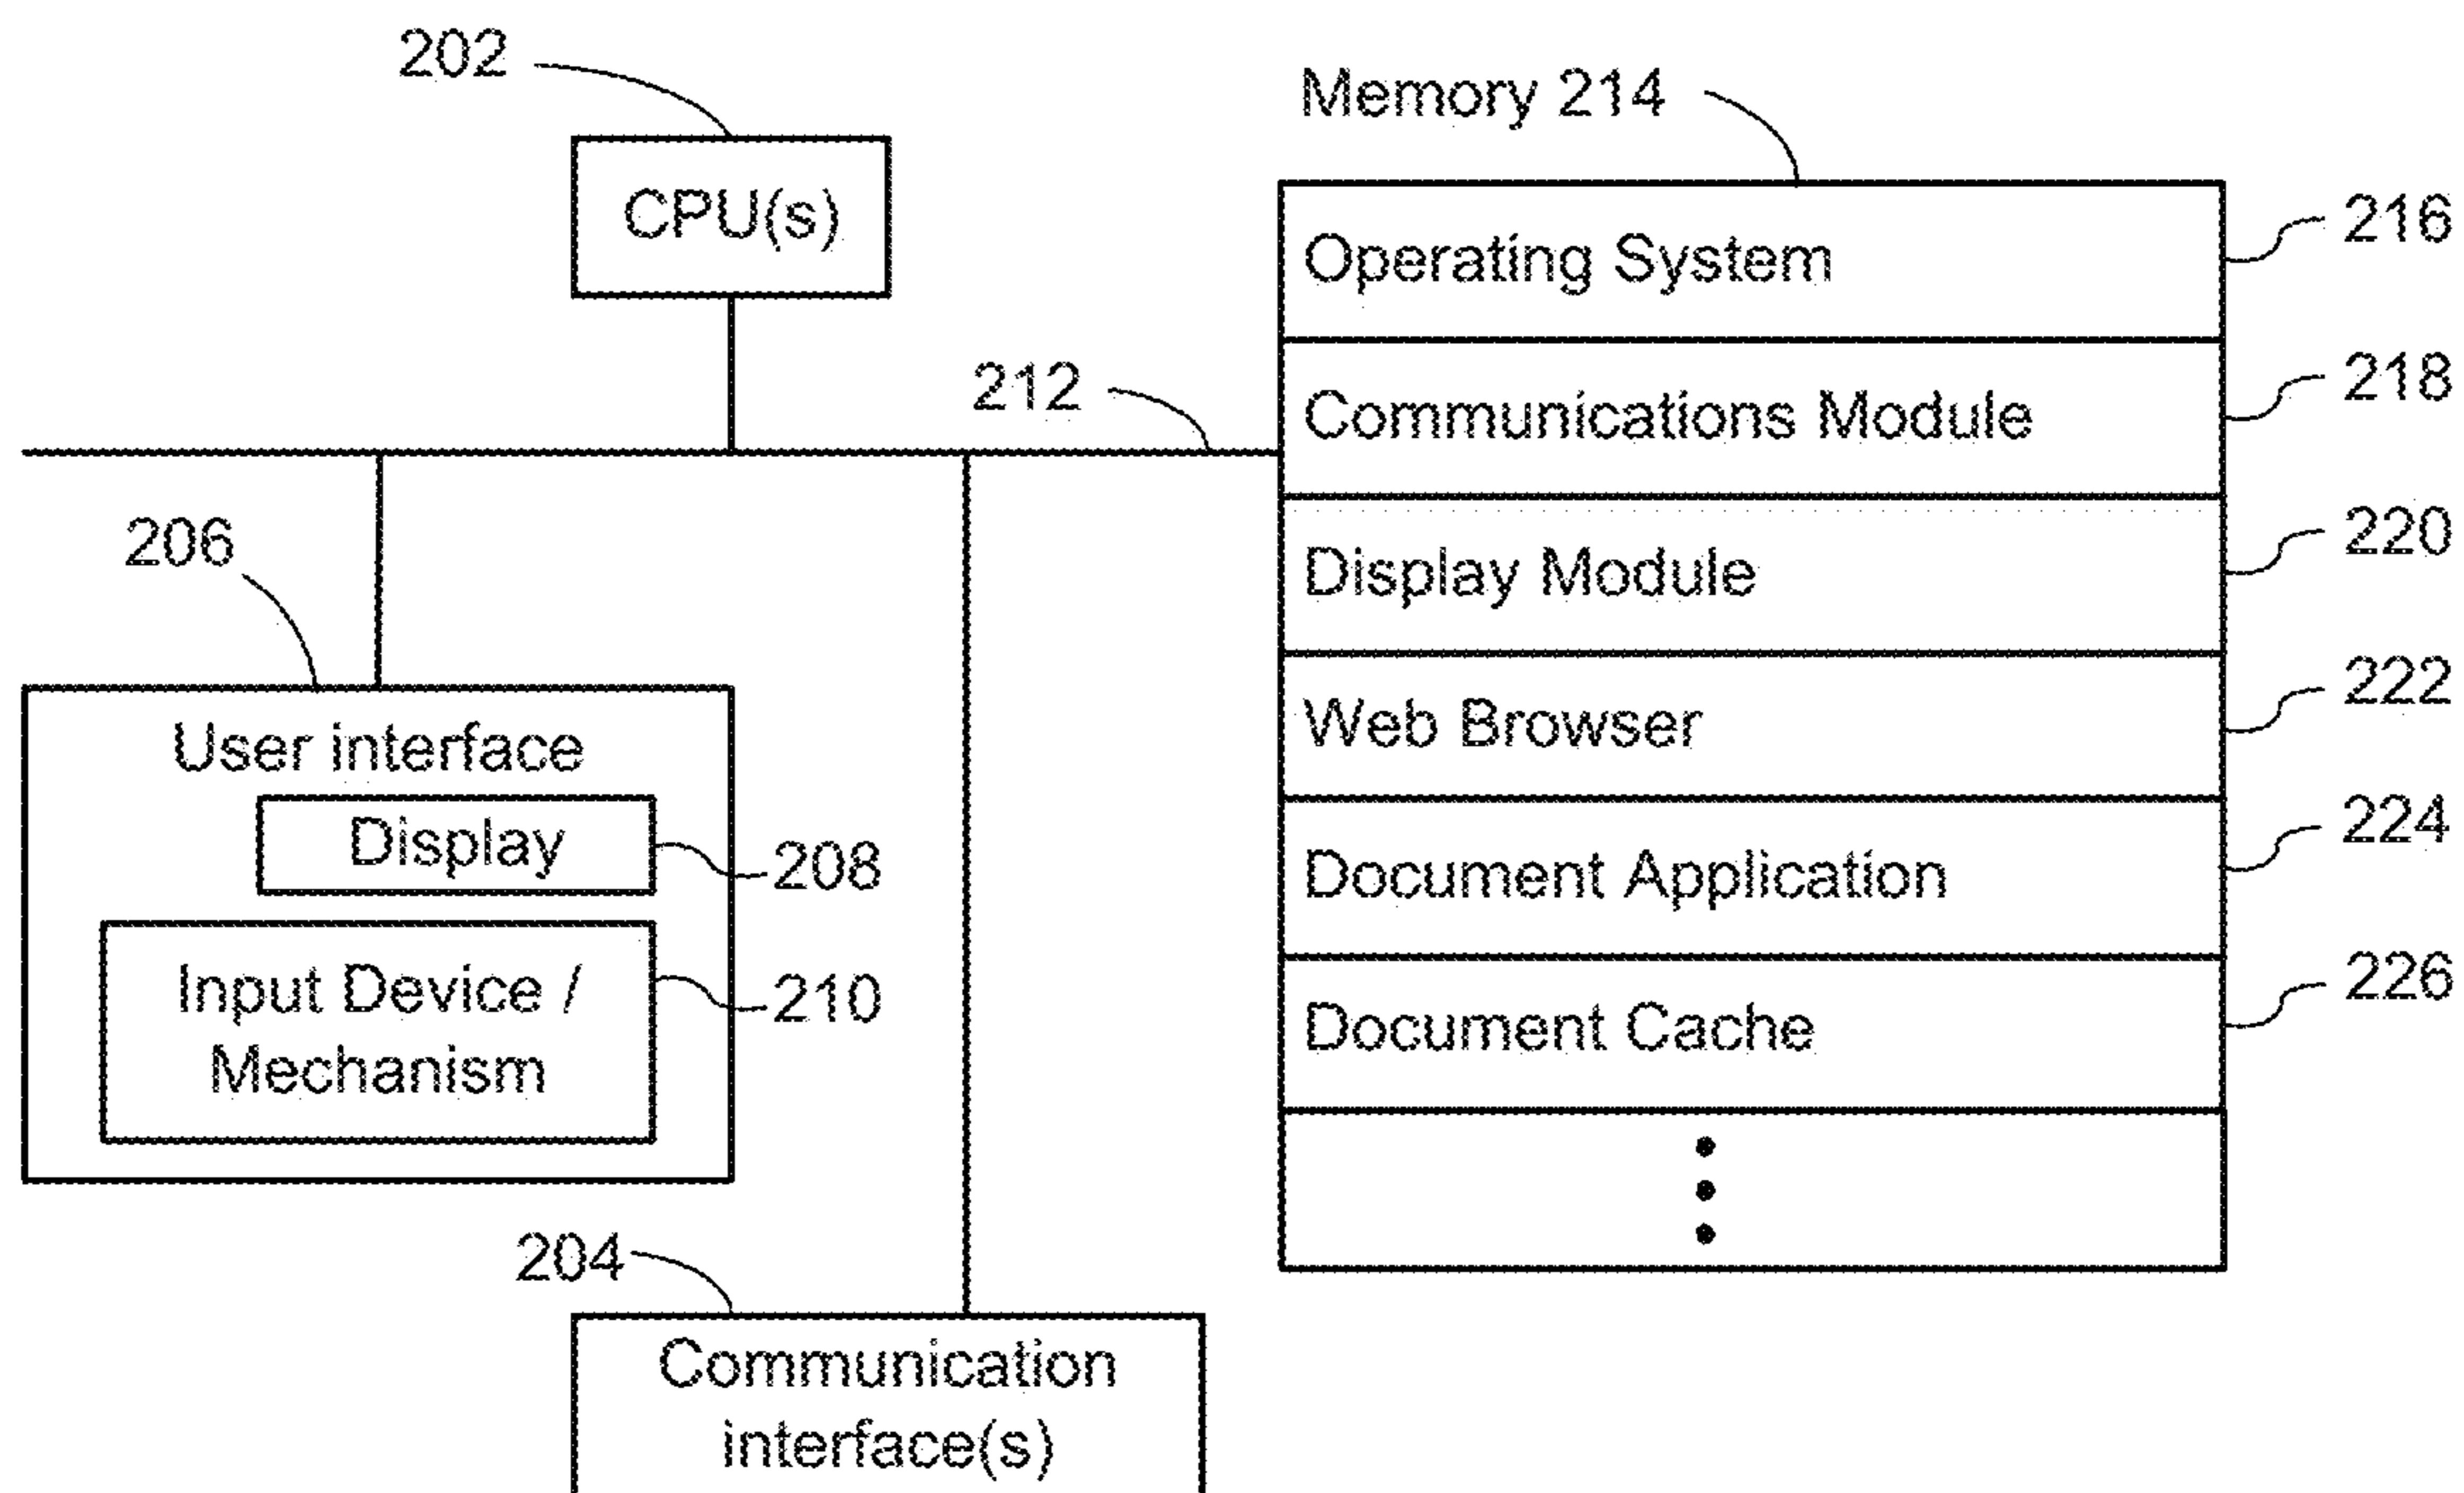 202
CPU(s)
212
206
User interface
Display
208
Input Device /
Mechanism
210
204
Communication
interface(s)
Memory 214
Operating System
216
Communications Module
218
Display Module
220
Web Browser
222
Document Application
224
Document Cache
226